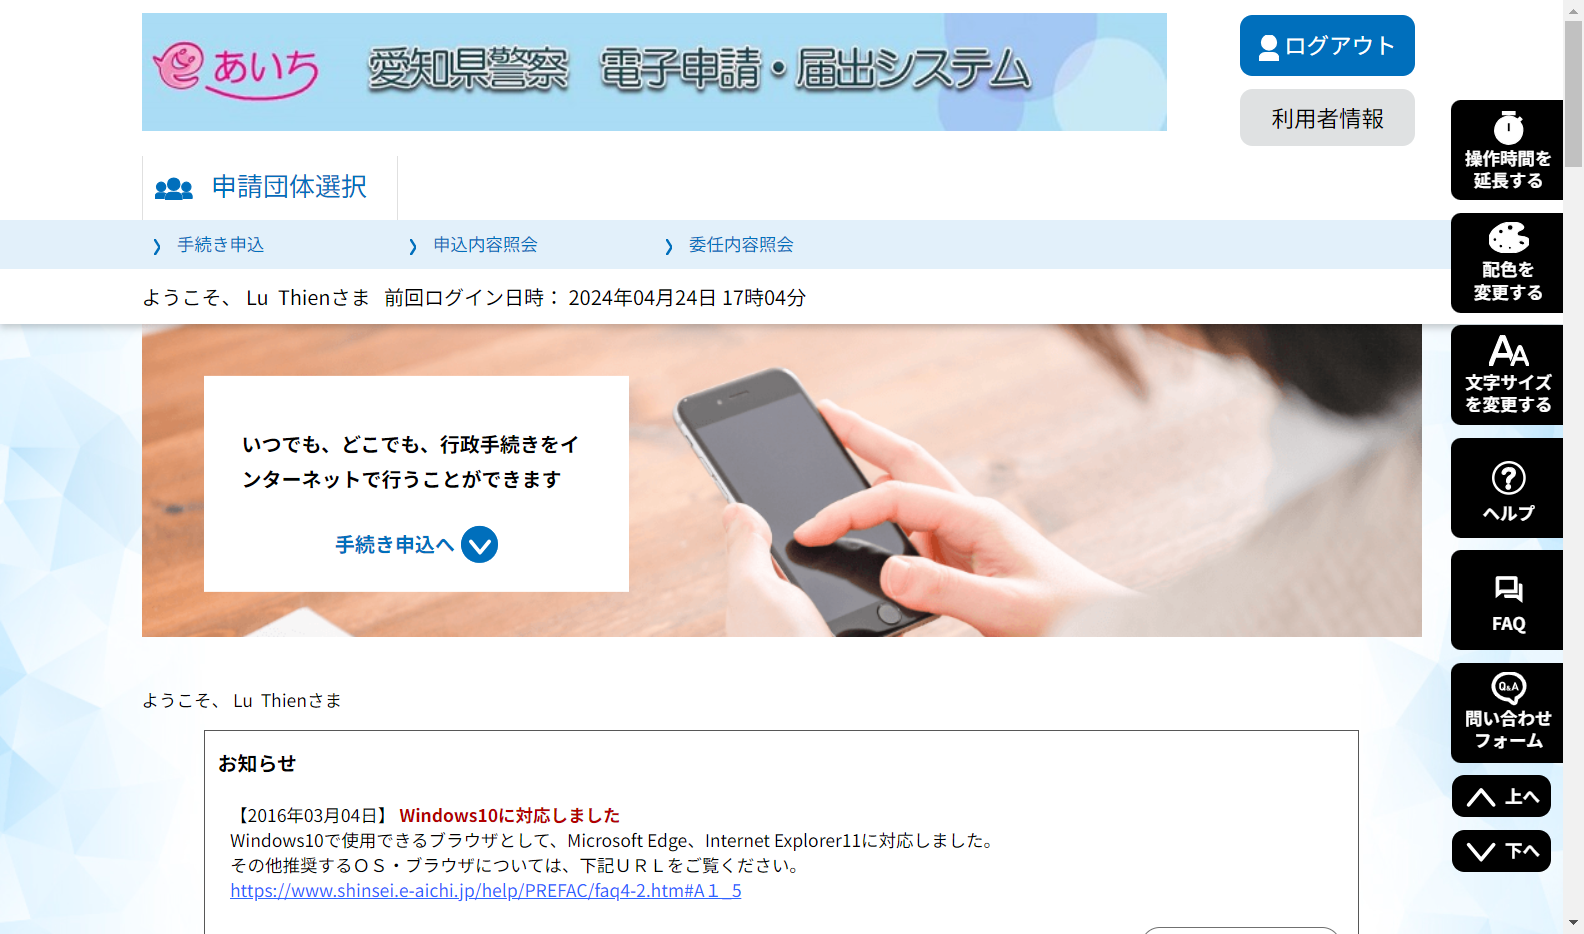 あいち 愛知県警察 電子申請・届出システム
ログアウト
利用者情報
申請団体選択
手続き申込 申込内容照会 委任内容照会
ようこそ、 Lu Thienさま 前回ログイン日時： 2024年04月24日 17時04分
いつでも、どこでも、行政手続きをイ
ンターネットで行うことができます
手続き申込へ
ようこそ、 Lu Thienさま
お知らせ
【2016年03月04日】 Windows10に対応しました
Windows10で使用できるブラウザとして、Microsoft Edge、Internet Explorer11に対応しました。
その他推奨するＯＳ・ブラウザについては、下記ＵＲＬをご覧ください。
https://www.shinsei.e-aichi.jp/help/PREFAC/faq4-2.htm#A１_5
操作時間を
延長する
配色を
変更する
文字サイズ
を変更する
ヘルプ
FAQ
Q&A
問い合わせ
フォーム
上へ
下へ